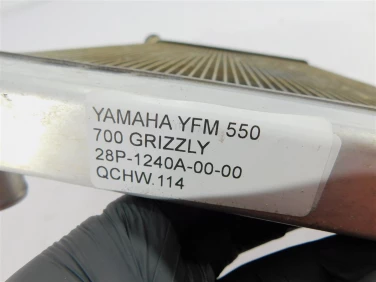 YAMAHA YFM 550
700 GRIZZLY
28P-1240A-00-00
QCHW.114